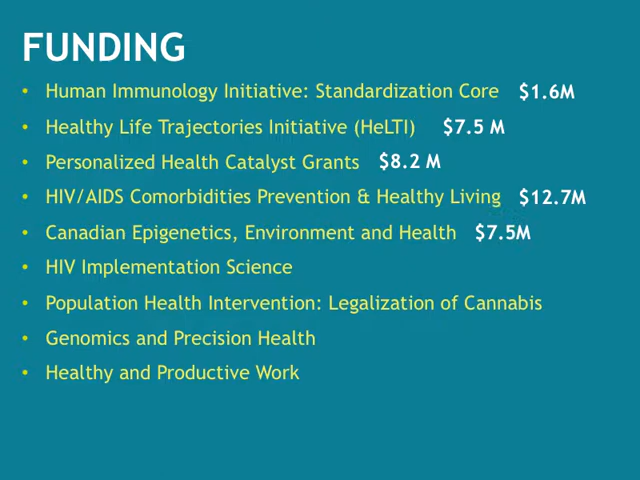 FUNDING
• Human Immunology Initiative: Standardization Core $1.6M
• Healthy Life Trajectories Initiative (HeLTI) $7.5 M
• Personalized Health Catalyst Grants $8.2 M
• HIV/AIDS Comorbidities Prevention & Healthy Living $12.7M
• Canadian Epigenetics, Environment and Health $7.5M
• HIV Implementation Science
• Population Health Intervention: Legalization of Cannabis
• Genomics and Precision Health
• Healthy and Productive Work